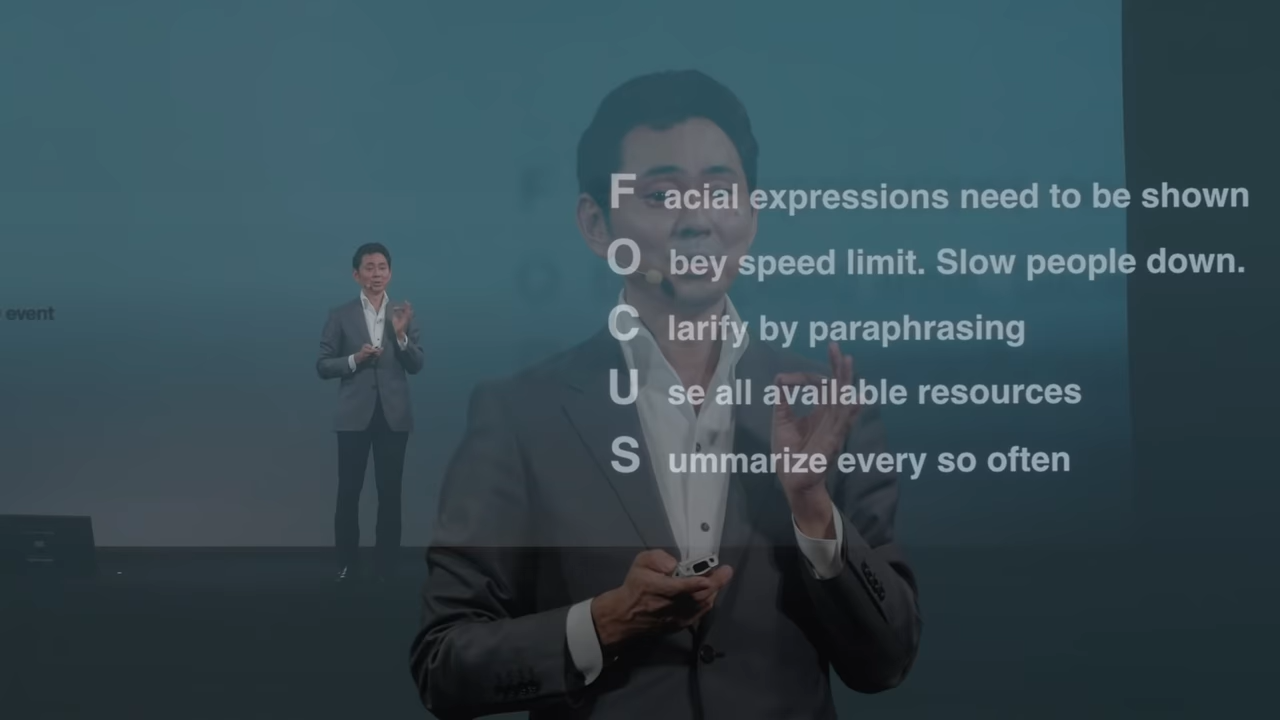 event
Facial expressions need to be shown
Obey speed limit. Slow people down.
Clarify by paraphrasing
Use all available resources
Summarize every so often